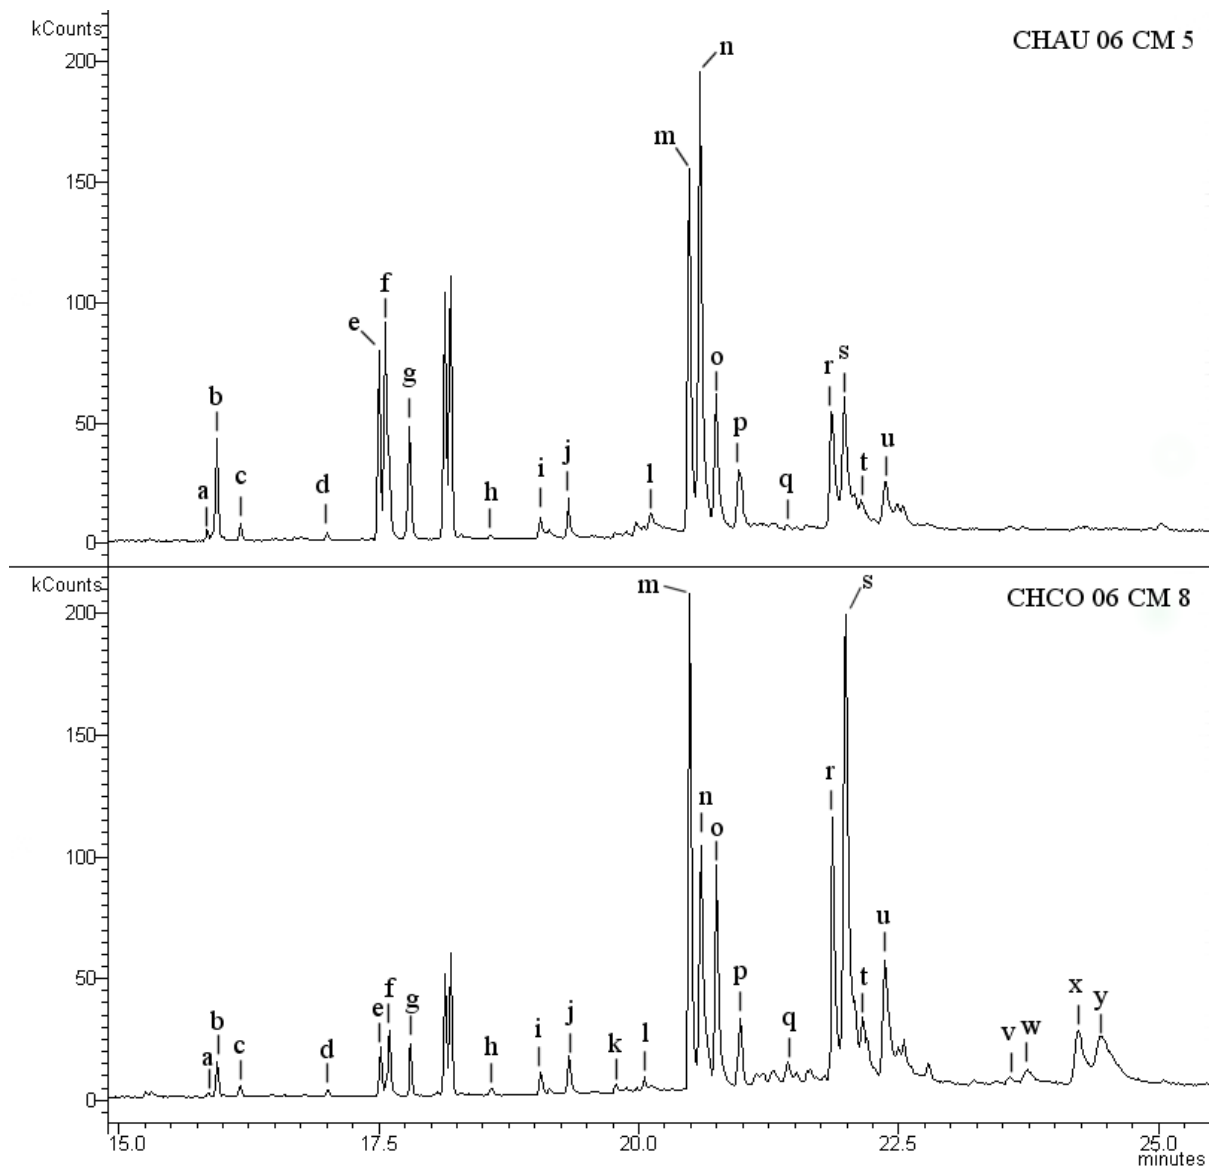 kCounts
CHAU 06 CM 5
200
n
m
150
f
100
e
o
s
r
g
b
50
p
u
j
i
l
t
c
a
d
h
q
0
kCounts
CHCO 06 CM 8
m
s
200
150
r
n
o
100
u
50
p
t
x
y
f
e
g
b
q
i
j
k
l
v
w
a
c
d
h
0
15.0
17.5
20.0
22.5
25.0
minutes